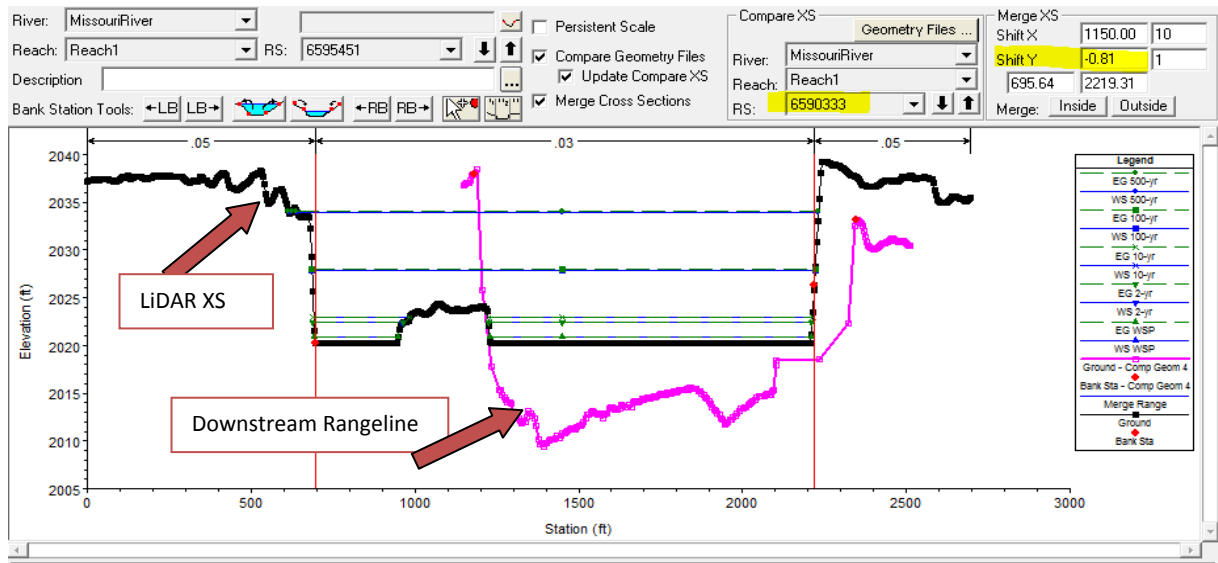 River: MissouriRiver
Reach: Reach1 RS: 6595451
Description ...
Bank Station Tools: ←LB LB→ ←RB RB→
Persistent Scale
Compare Geometry Files
Update Compare XS
Merge Cross Sections
Compare XS
Geometry Files ...
River: MissouriRiver
Reach: Reach1
RS: 6590333
Merge XS
Shift X 1150.00 10
Shift Y -0.81 1
695.64 2219.31
Merge: Inside Outside
.05 .03 .05
2040
2035
2030
2025
2020
2015
2010
2005
Elevation (ft)
LiDAR XS
Downstream Rangeline
0 500 1000 1500 2000 2500 3000
Station (ft)
Legend
EG 500-yr
WS 500-yr
EG 100-yr
WS 100-yr
EG 10-yr
WS 10-yr
EG 2-yr
WS 2-yr
EG WSP
WS WSP
Ground - Comp Geom 4
Bank Sta - Comp Geom 4
Merge Range
Ground
Bank Sta